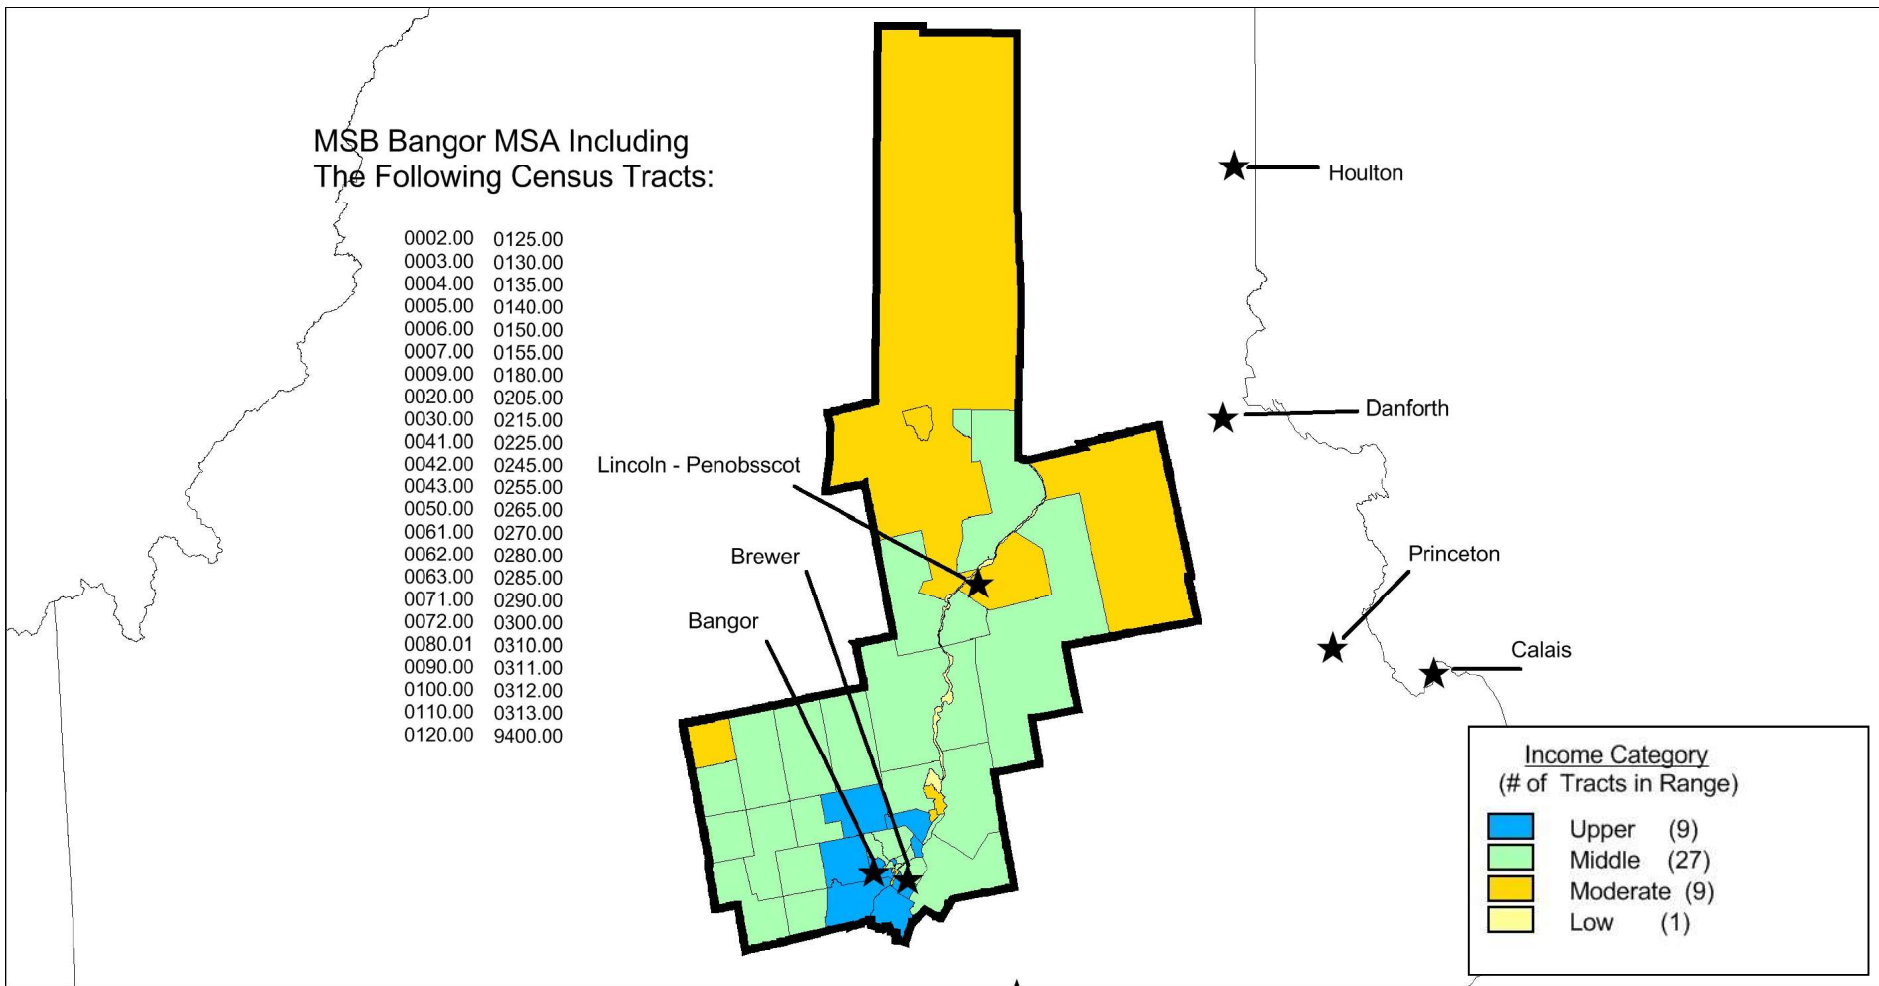 MSB Bangor MSA Including
The Following Census Tracts:
0002.00 0125.00
0003.00 0130.00
0004.00 0135.00
0005.00 0140.00
0006.00 0150.00
0007.00 0155.00
0009.00 0180.00
0020.00 0205.00
0030.00 0215.00
0041.00 0225.00
0042.00 0245.00
0043.00 0255.00
0050.00 0265.00
0061.00 0270.00
0062.00 0280.00
0063.00 0285.00
0071.00 0290.00
0072.00 0300.00
0080.01 0310.00
0090.00 0311.00
0100.00 0312.00
0110.00 0313.00
0120.00 9400.00
Houlton
Danforth
Lincoln - Penobsscot
Brewer
Princeton
Bangor
Calais
Income Category
(# of Tracts in Range)
Upper (9)
Middle (27)
Moderate (9)
Low (1)